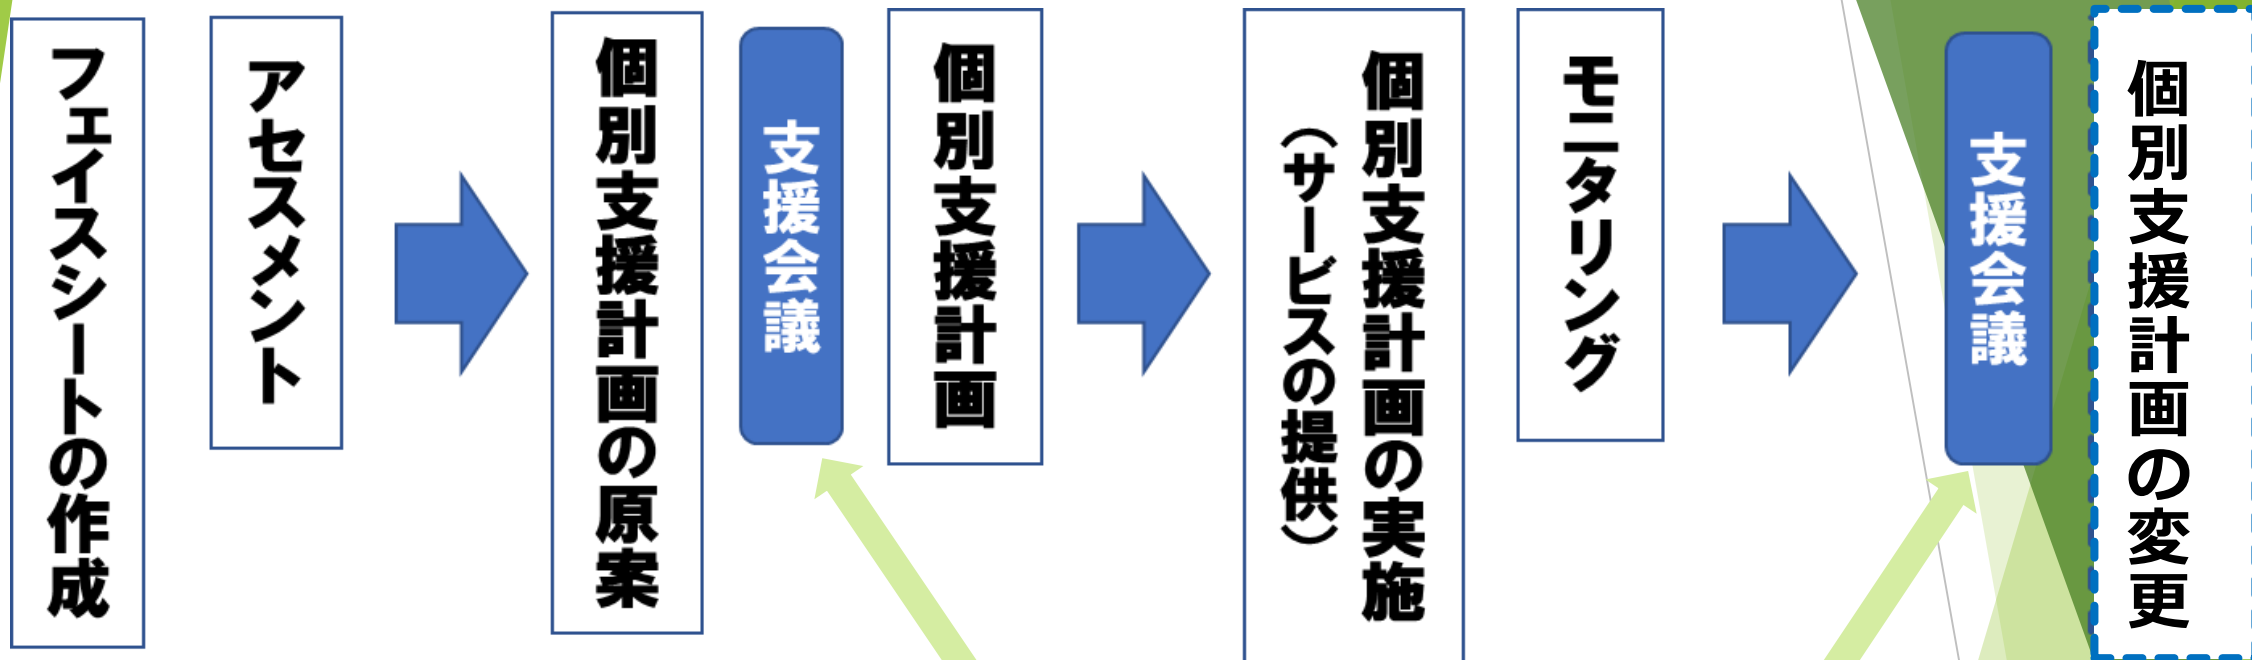 フェイスシートの作成
アセスメント
個別支援計画の原案
支援会議
個別支援計画
個別支援計画の実施
（サービスの提供）
モニタリング
支援会議
個別支援計画の変更